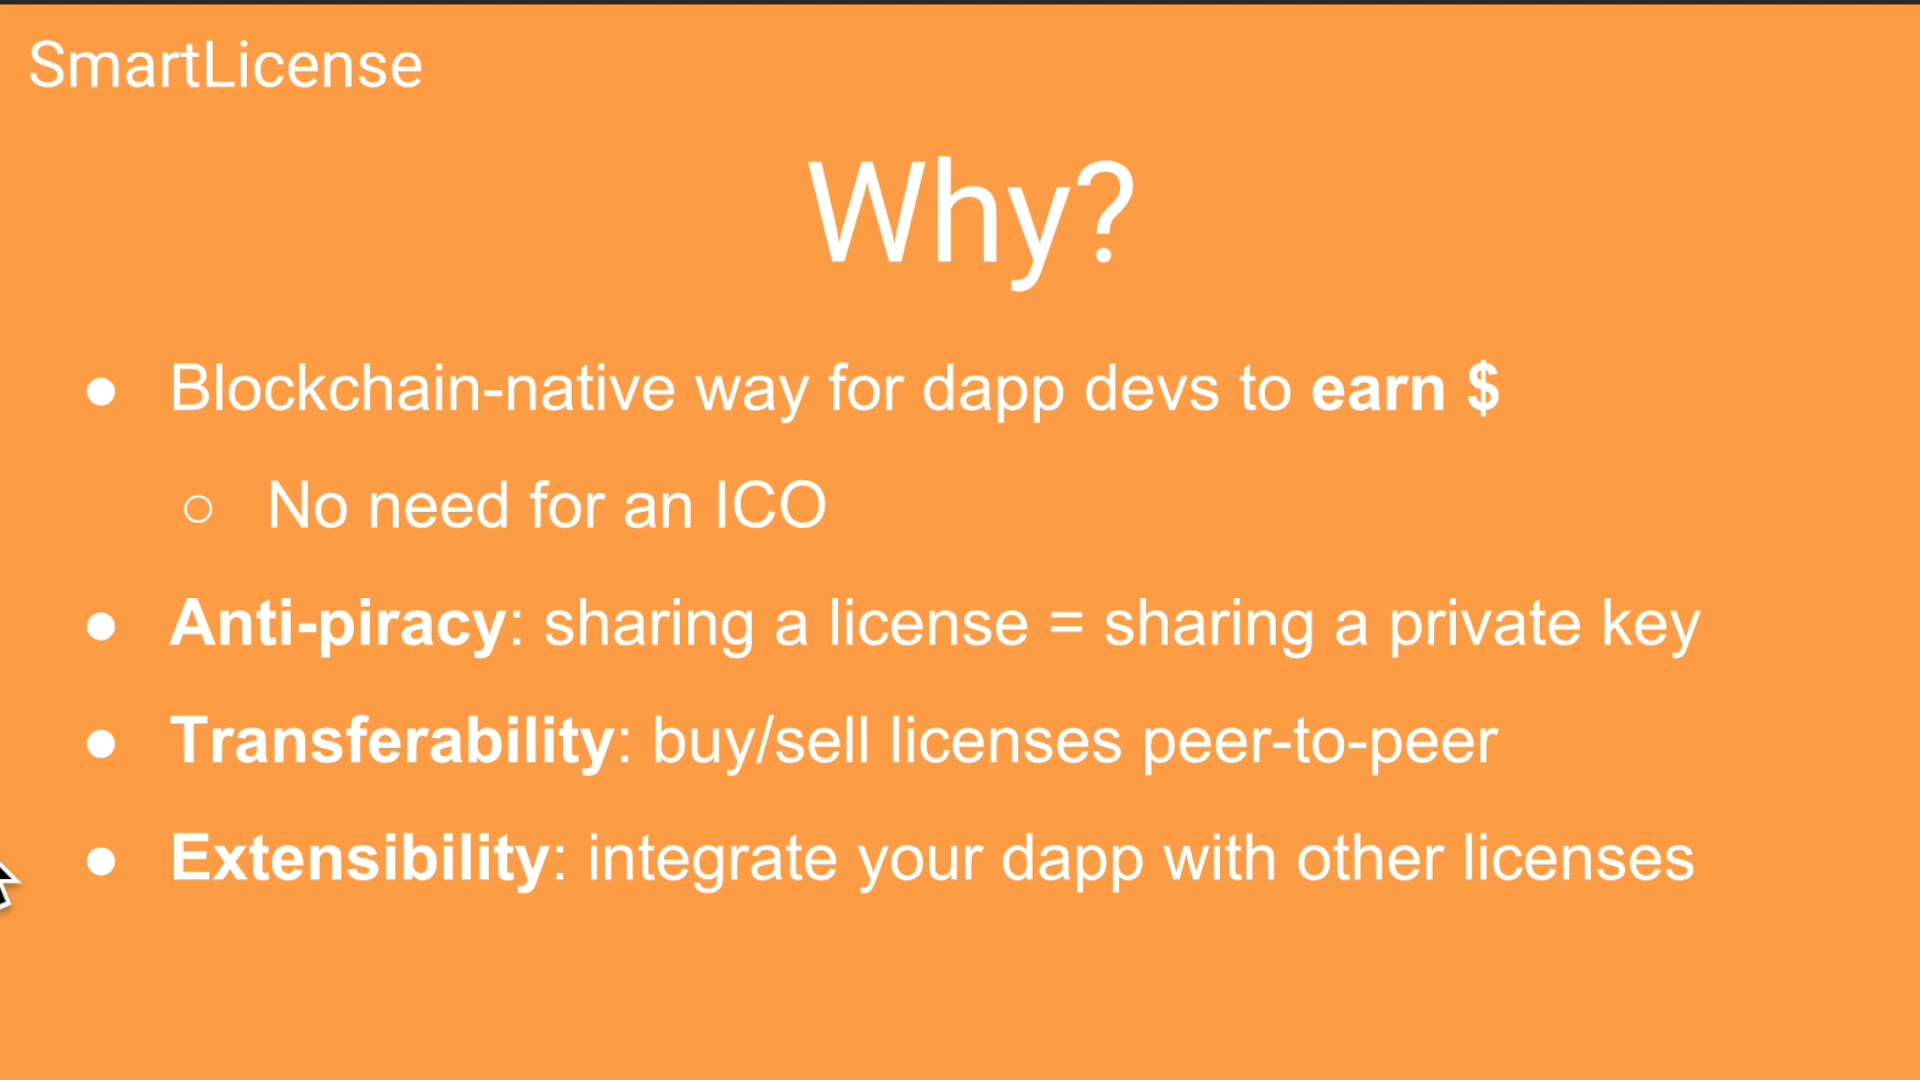 SmartLicense
Why?
● Blockchain-native way for dapp devs to earn $
○ No need for an ICO
● Anti-piracy: sharing a license = sharing a private key
● Transferability: buy/sell licenses peer-to-peer
● Extensibility: integrate your dapp with other licenses